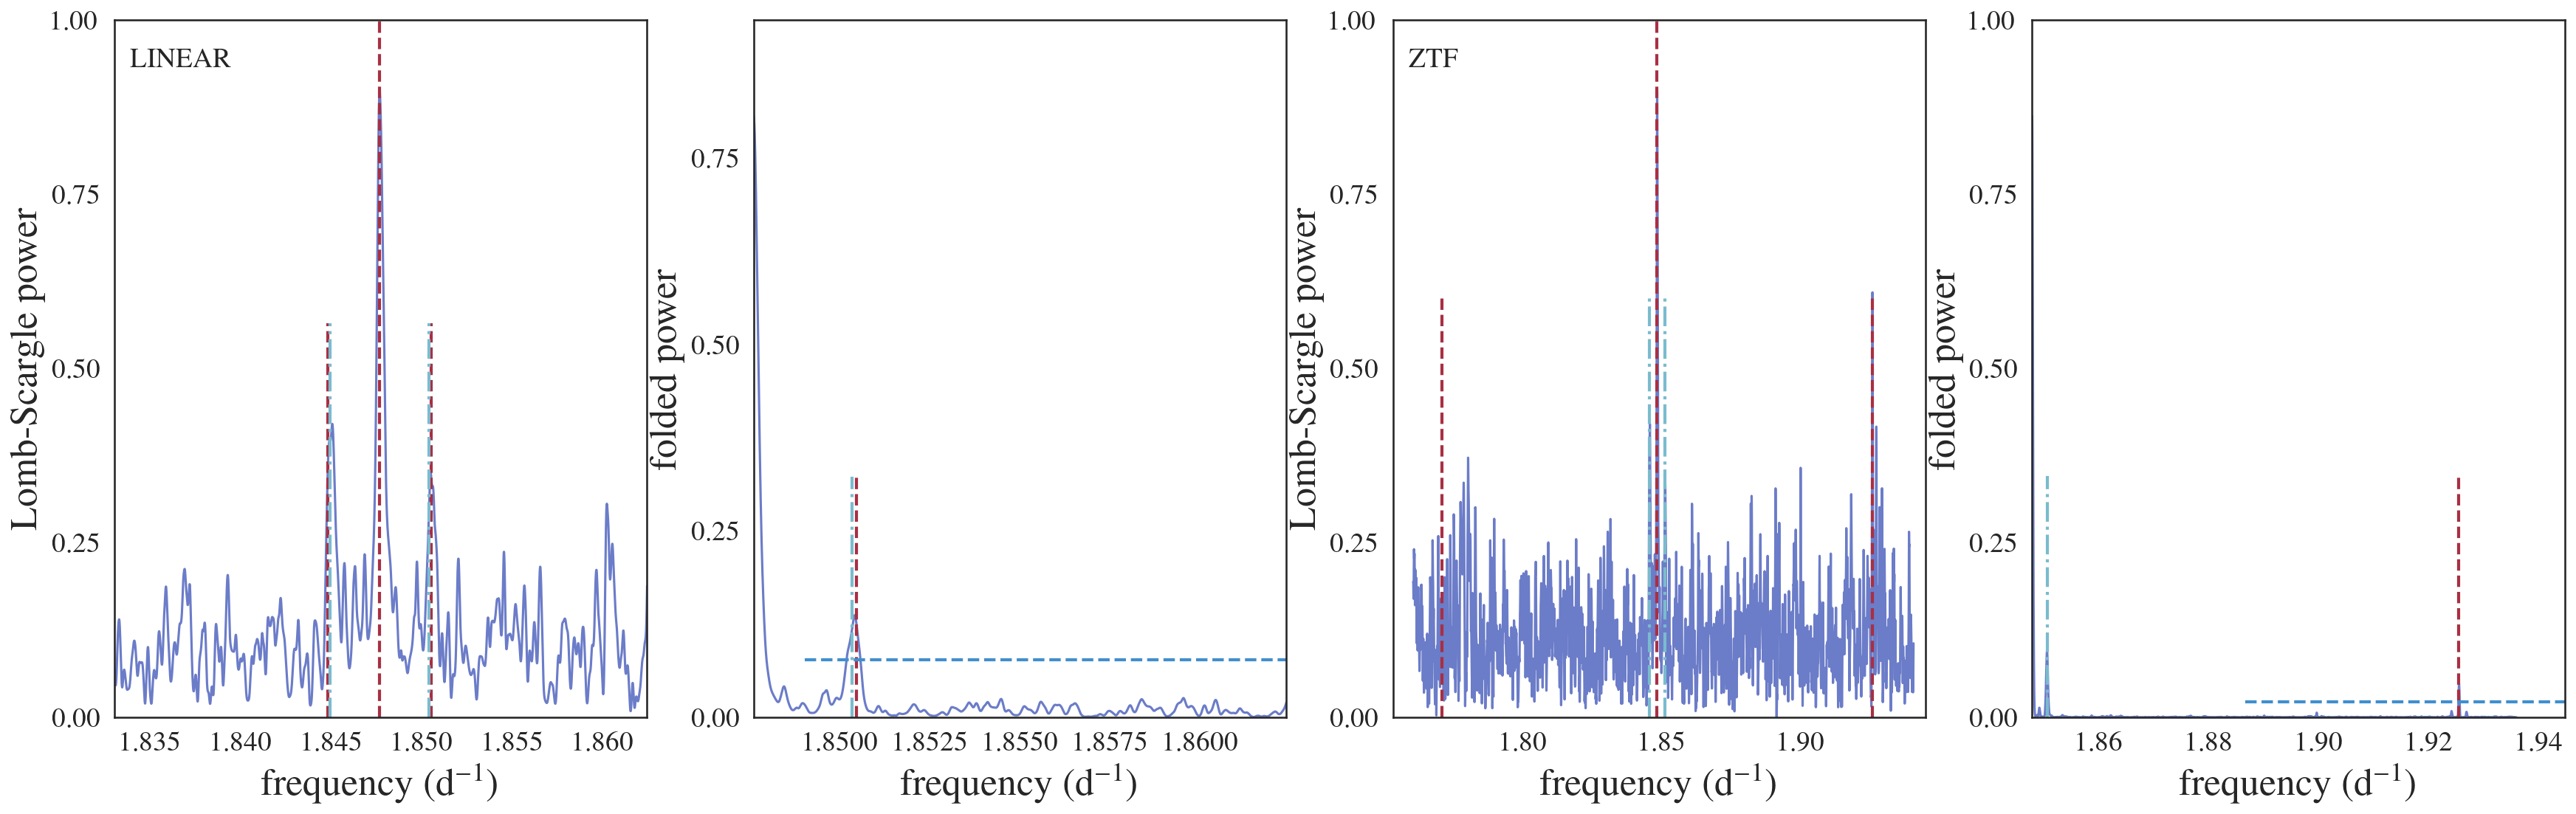 LINEAR
Lomb-Scargle power
1.00
0.75
0.50
0.25
0.00
1.835 1.840 1.845 1.850 1.855 1.860
frequency (d⁻¹)
folded power
0.75
0.50
0.25
0.00
1.8500 1.8525 1.8550 1.8575 1.8600
frequency (d⁻¹)
ZTF
Lomb-Scargle power
1.00
0.75
0.50
0.25
0.00
1.80 1.85 1.90
frequency (d⁻¹)
folded power
1.00
0.75
0.50
0.25
0.00
1.86 1.88 1.90 1.92 1.94
frequency (d⁻¹)